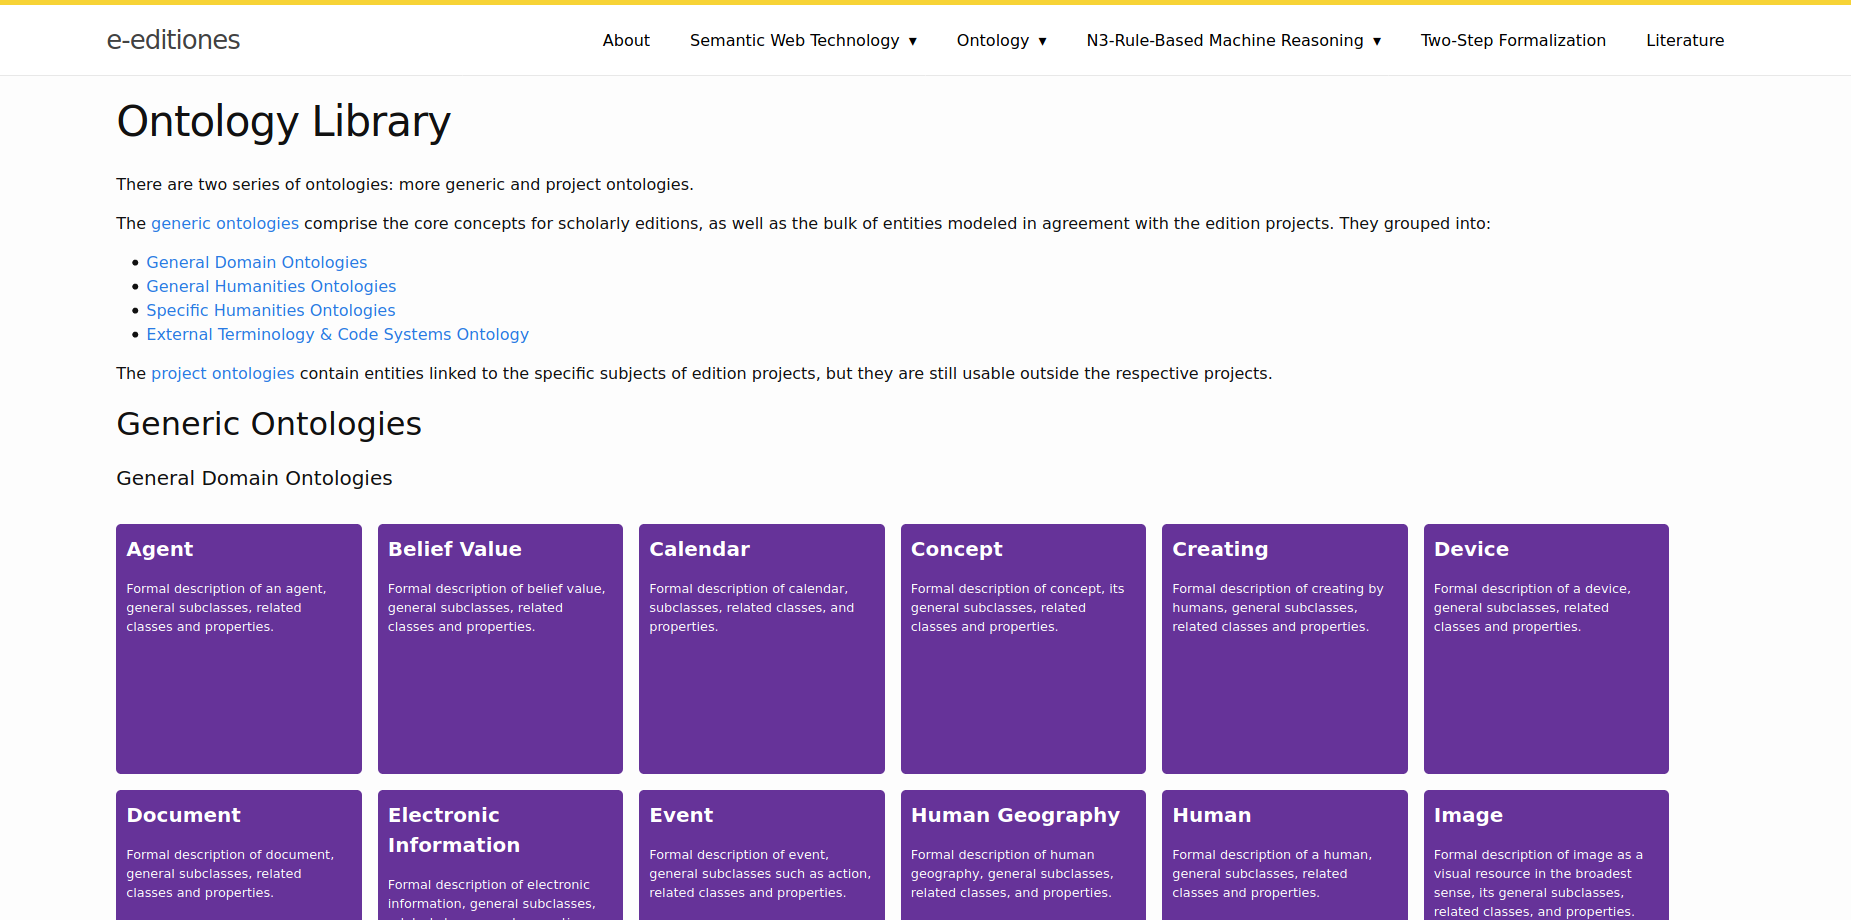 e-editiones
About
Semantic Web Technology ▾
Ontology ▾
N3-Rule-Based Machine Reasoning ▾
Two-Step Formalization
Literature
Ontology Library
There are two series of ontologies: more generic and project ontologies.
The generic ontologies comprise the core concepts for scholarly editions, as well as the bulk of entities modeled in agreement with the edition projects. They grouped into:
• General Domain Ontologies
• General Humanities Ontologies
• Specific Humanities Ontologies
• External Terminology & Code Systems Ontology
The project ontologies contain entities linked to the specific subjects of edition projects, but they are still usable outside the respective projects.
Generic Ontologies
General Domain Ontologies
Agent
Formal description of an agent,
general subclasses, related
classes and properties.
Belief Value
Formal description of belief value,
general subclasses, related
classes and properties.
Calendar
Formal description of calendar,
subclasses, related classes, and
properties.
Concept
Formal description of concept, its
general subclasses, related
classes and properties.
Creating
Formal description of creating by
humans, general subclasses,
related classes and properties.
Device
Formal description of a device,
general subclasses, related
classes and properties.
Document
Formal description of document,
general subclasses, related
classes and properties.
Electronic
Information
Formal description of electronic
information, general subclasses,
Event
Formal description of event,
general subclasses such as action,
related classes and properties.
Human Geography
Formal description of human
geography, general subclasses,
related classes, and properties.
Human
Formal description of a human,
general subclasses, related
classes and properties.
Image
Formal description of image as a
visual resource in the broadest
sense, its general subclasses,
related classes, and properties.